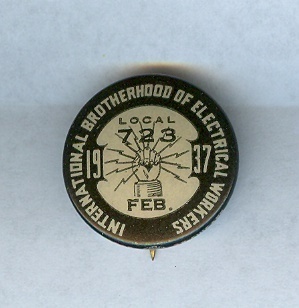 INTERNATIONAL BROTHERHOOD OF ELECTRICAL WORKERS
LOCAL
723
19 37
FEB.